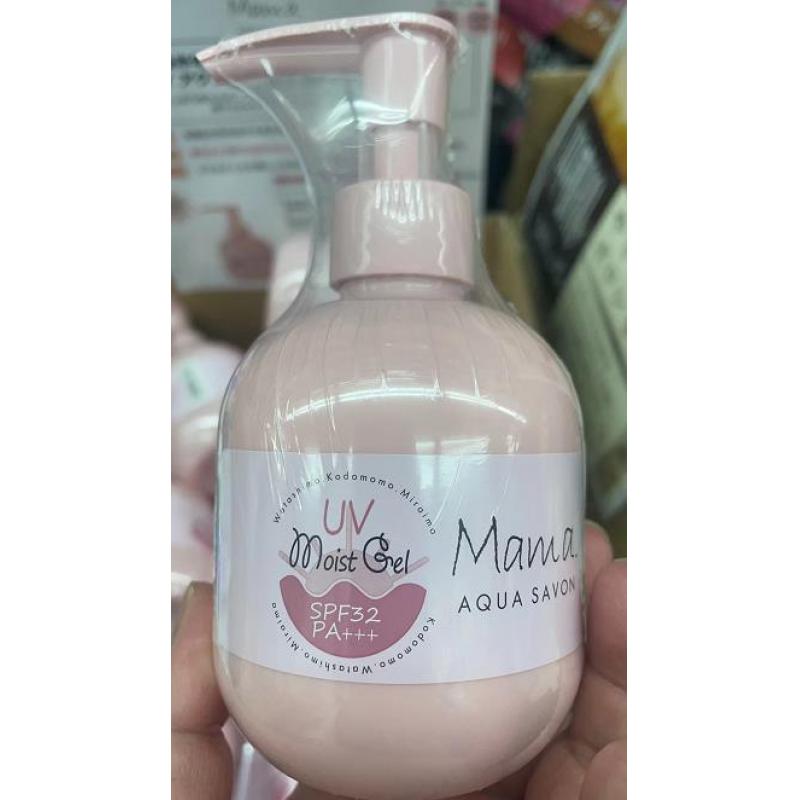 Watashimo.Kodomomo.Miraimo
UV
Moist Gel
SPF32
PA+++
Kodomomo.Watashimo.Miraimo
Mama.
AQUA SAVON